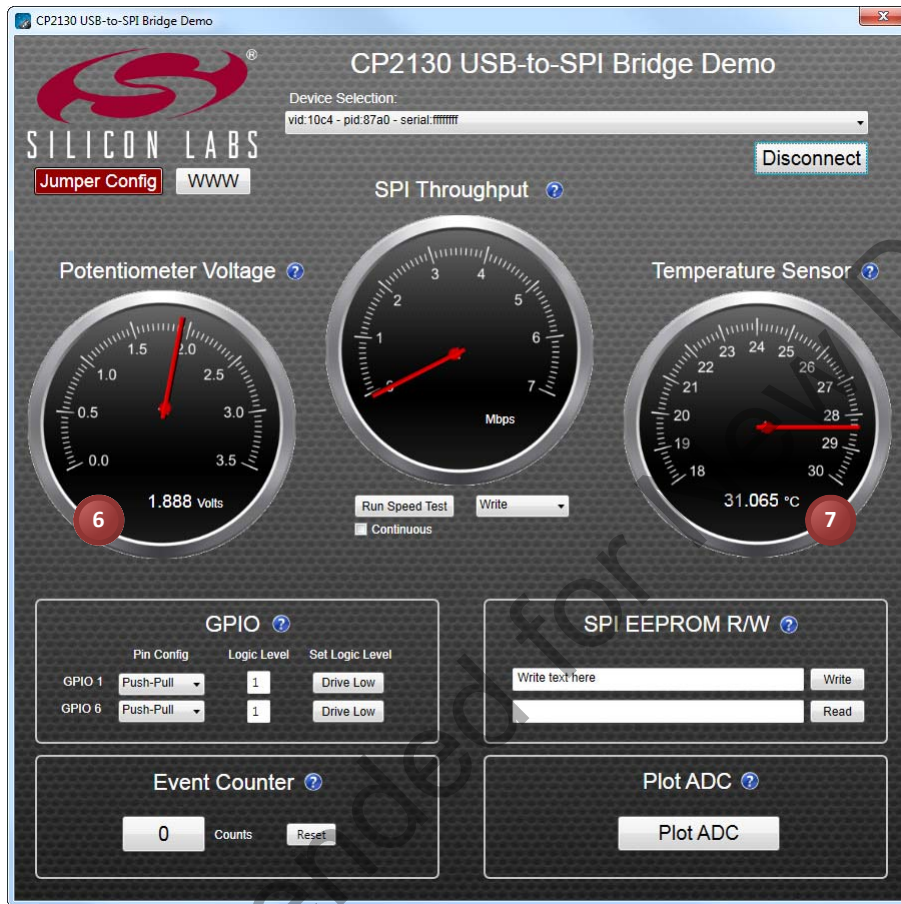 CP2130 USB-to-SPI Bridge Demo
CP2130 USB-to-SPI Bridge Demo
Device Selection:
vid:10c4 - pid:87a0 - serial:ffffffff
SILICON LABS
®
Disconnect
Jumper Config WWW
SPI Throughput ?
Potentiometer Voltage ?
Temperature Sensor ?
0.0 0.5 1.0 1.5 2.0 2.5 3.0 3.5
1.888 Volts
6
0 1 2 3 4 5 6 7
Mbps
18 19 20 21 22 23 24 25 26 27 28 29 30
31.065 °C
7
Run Speed Test Write
Continuous
GPIO ?
Pin Config Logic Level Set Logic Level
GPIO 1 Push-Pull 1 Drive Low
GPIO 6 Push-Pull 1 Drive Low
SPI EEPROM R/W ?
Write text here Write
Read
Event Counter ?
0 Counts Reset
Plot ADC ?
Plot ADC